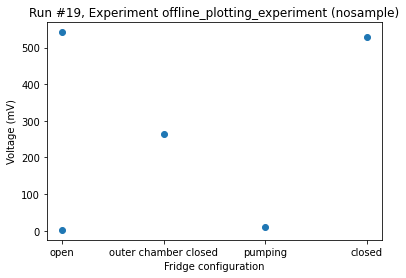 Run #19, Experiment offline_plotting_experiment (nosample)
500
400
300
200
100
0
Voltage (mV)
open outer chamber closed pumping closed
Fridge configuration